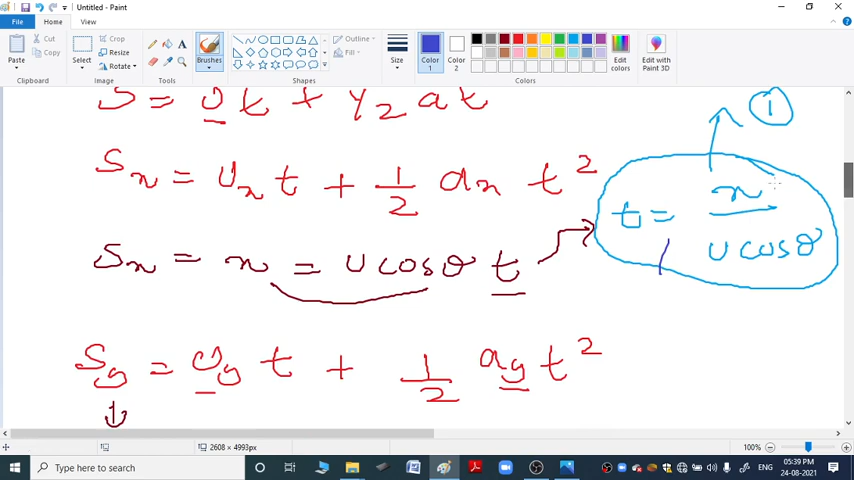 Untitled - Paint
File Home View
Paste Cut Copy Select Crop Resize Rotate A Brushes Outline Fill Size Color 1 Color 2 Edit colors Edit with Paint 3D
Clipboard Image Tools Shapes Colors
S = U t + 1/2 a t
①
Sx = Ux t + 1/2 ax t²
t = x / U cosθ
Sx = x = U cosθ t
Sy = Uy t + 1/2 ay t²
2608 × 4993px 100%
Type here to search
ENG
05:39 PM
24-08-2021